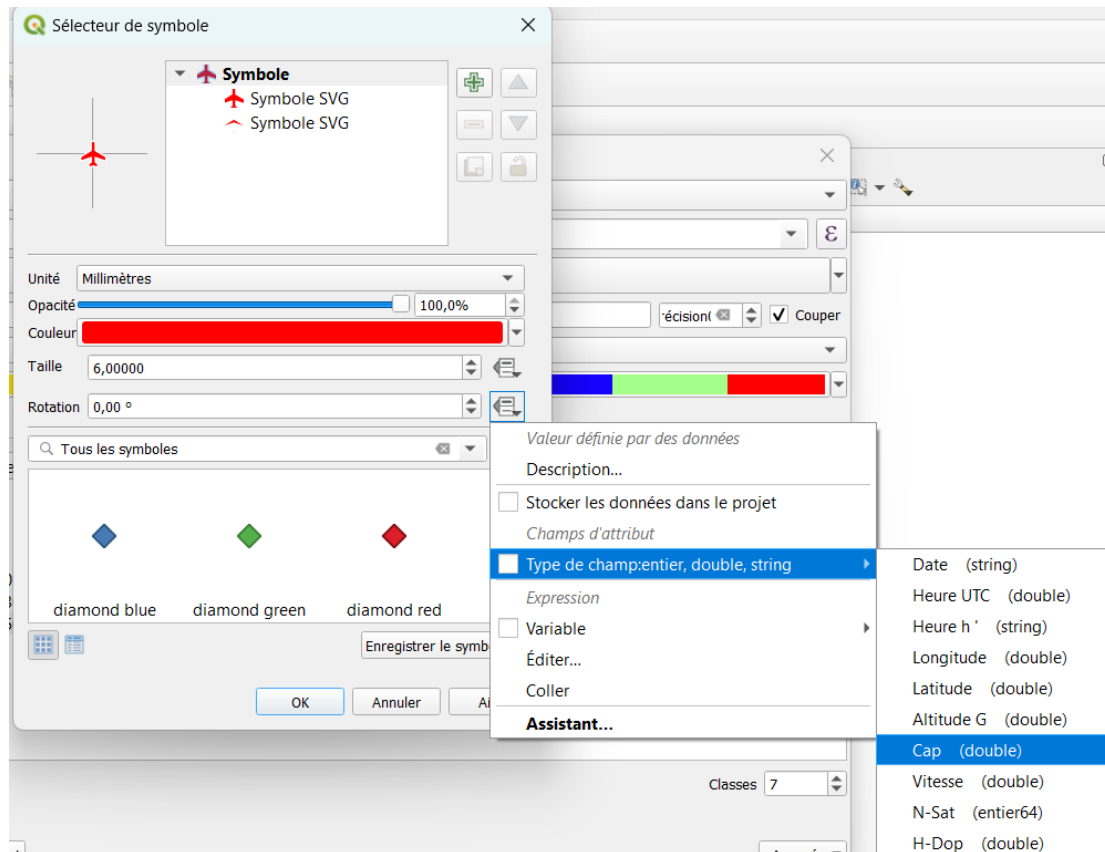 Sélecteur de symbole
Symbole
Symbole SVG
Symbole SVG
ε
Unité Millimètres
Opacité 100,0%
Couleur
Couper
Taille 6,00000
Rotation 0,00 °
Tous les symboles
Valeur définie par des données
Description...
Stocker les données dans le projet
Champs d'attribut
Type de champ:entier, double, string
Expression
Variable
Éditer...
Coller
Assistant...
Date (string)
Heure UTC (double)
Heure h ' (string)
Longitude (double)
Latitude (double)
Altitude G (double)
Cap (double)
Vitesse (double)
N-Sat (entier64)
H-Dop (double)
diamond blue diamond green diamond red
Enregistrer le symb
OK Annuler Ai
Classes 7